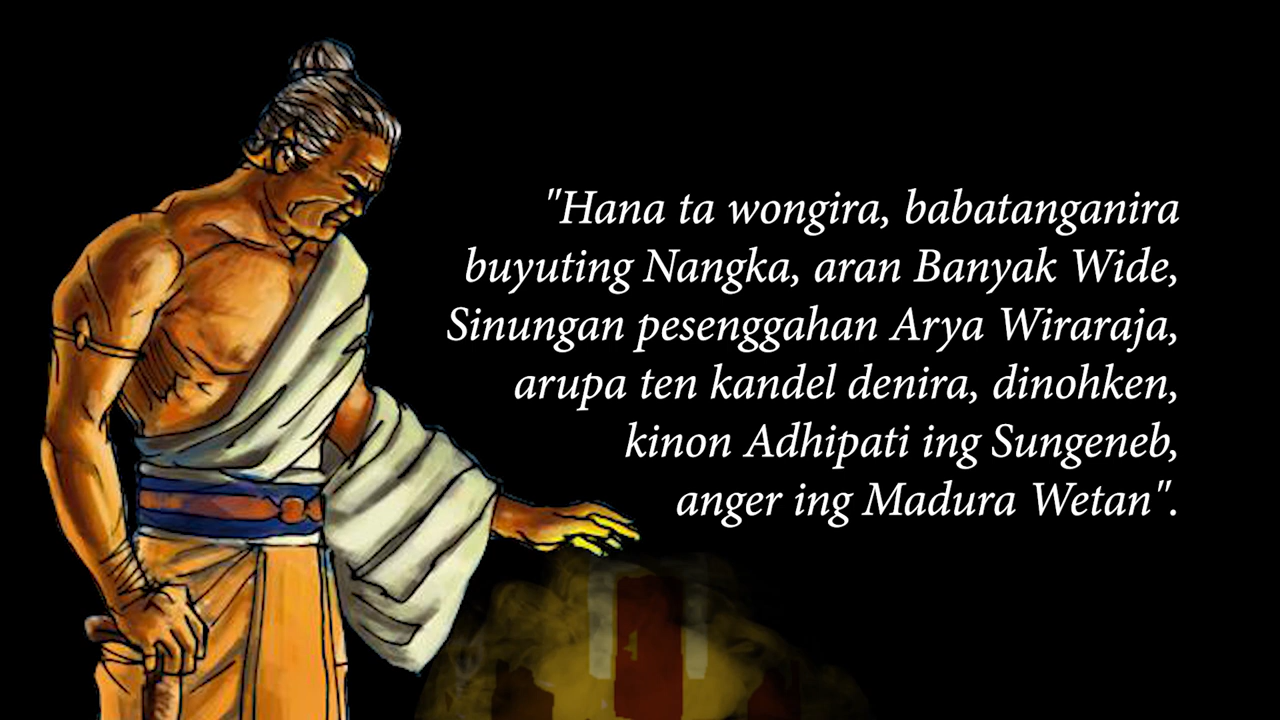 "Hana ta wongira, babatanganira
buyuting Nangka, aran Banyak Wide,
Sinungan pesenggahan Arya Wiraraja,
arupa ten kandel denira, dinohken,
kinon Adhipati ing Sungeneb,
anger ing Madura Wetan".